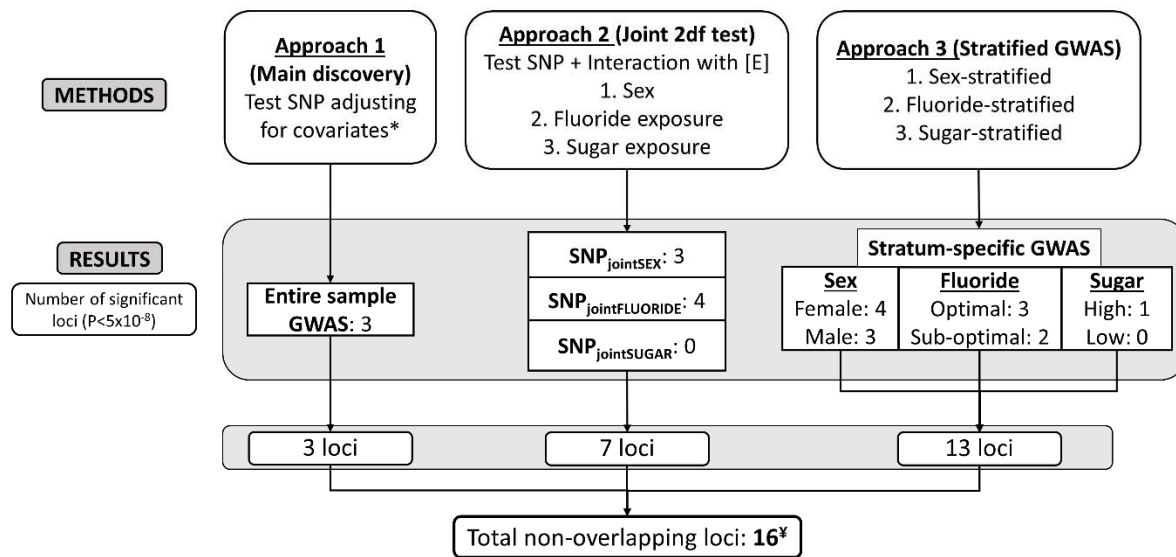 METHODS
Approach 1
(Main discovery)
Test SNP adjusting
for covariates*
Approach 2 (Joint 2df test)
Test SNP + Interaction with [E]
1. Sex
2. Fluoride exposure
3. Sugar exposure
Approach 3 (Stratified GWAS)
1. Sex-stratified
2. Fluoride-stratified
3. Sugar-stratified
RESULTS
Number of significant
loci (P<5x10⁻⁸)
Entire sample
GWAS: 3
SNPjointSEX: 3
SNPjointFLUORIDE: 4
SNPjointSUGAR: 0
Stratum-specific GWAS
Sex
Female: 4
Male: 3
Fluoride
Optimal: 3
Sub-optimal: 2
Sugar
High: 1
Low: 0
3 loci
7 loci
13 loci
Total non-overlapping loci: 16¥